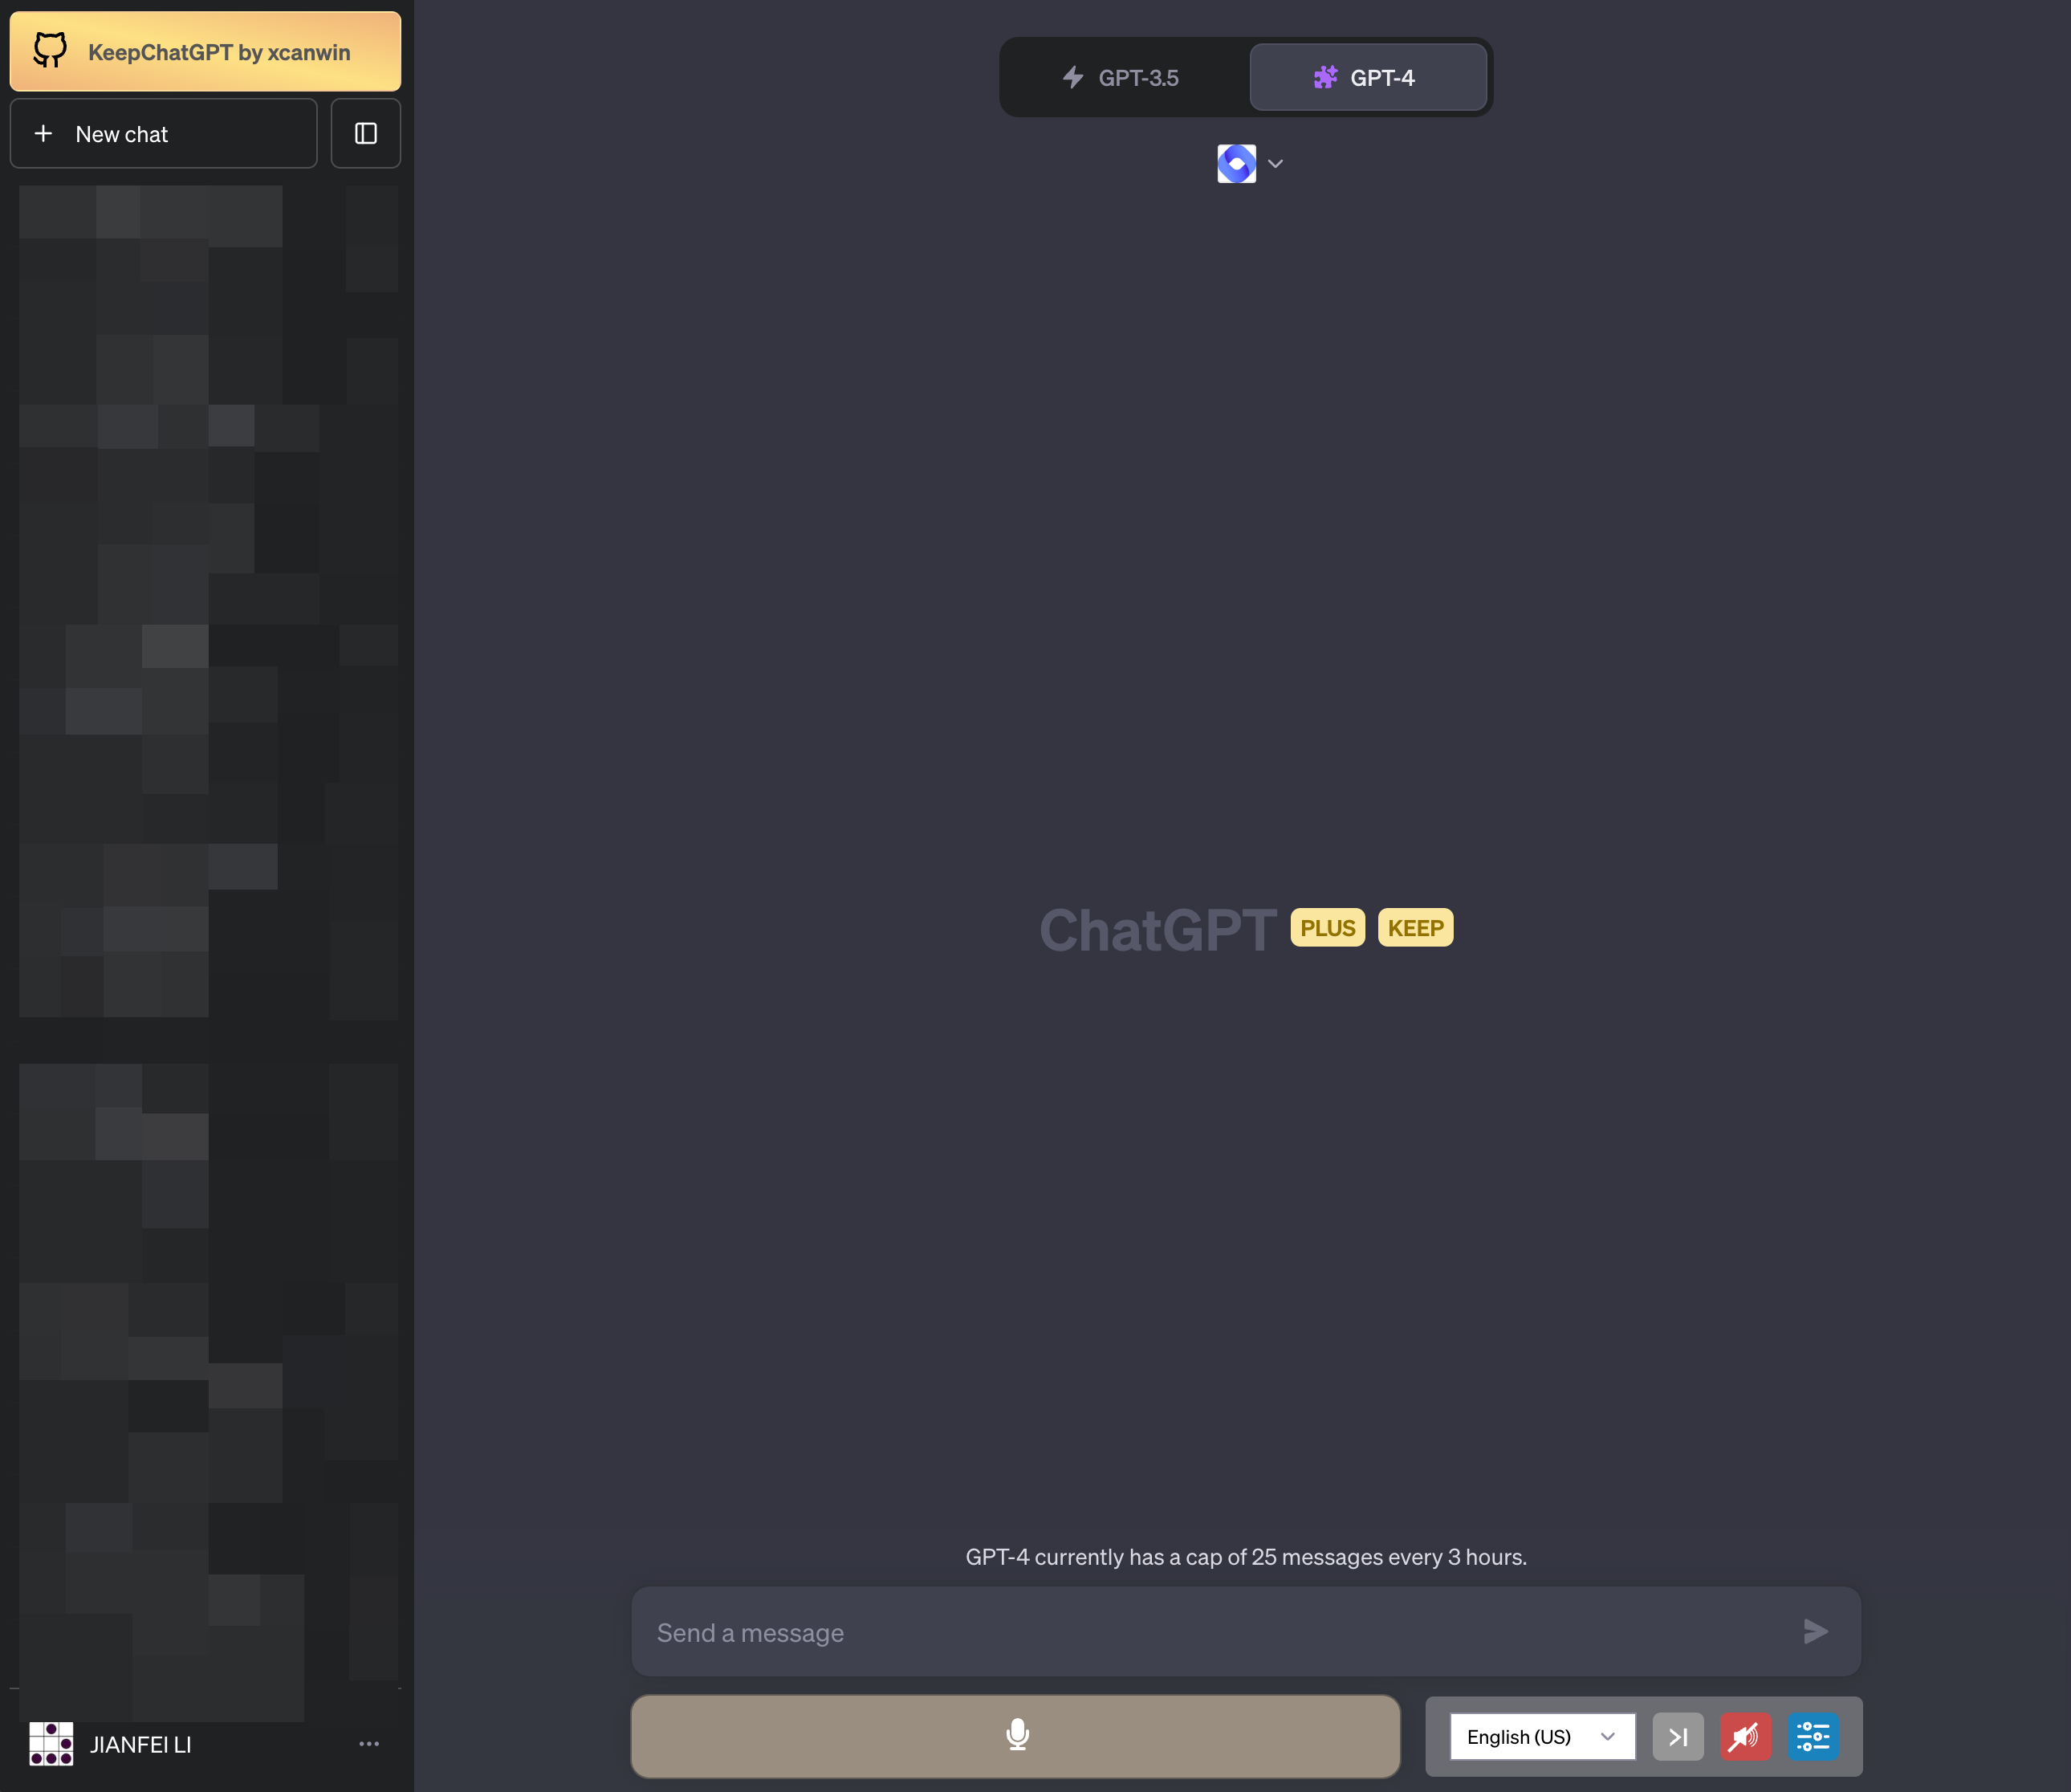 KeepChatGPT by xcanwin
New chat
GPT-3.5
GPT-4
ChatGPT PLUS KEEP
GPT-4 currently has a cap of 25 messages every 3 hours.
Send a message
English (US)
JIANFEI LI